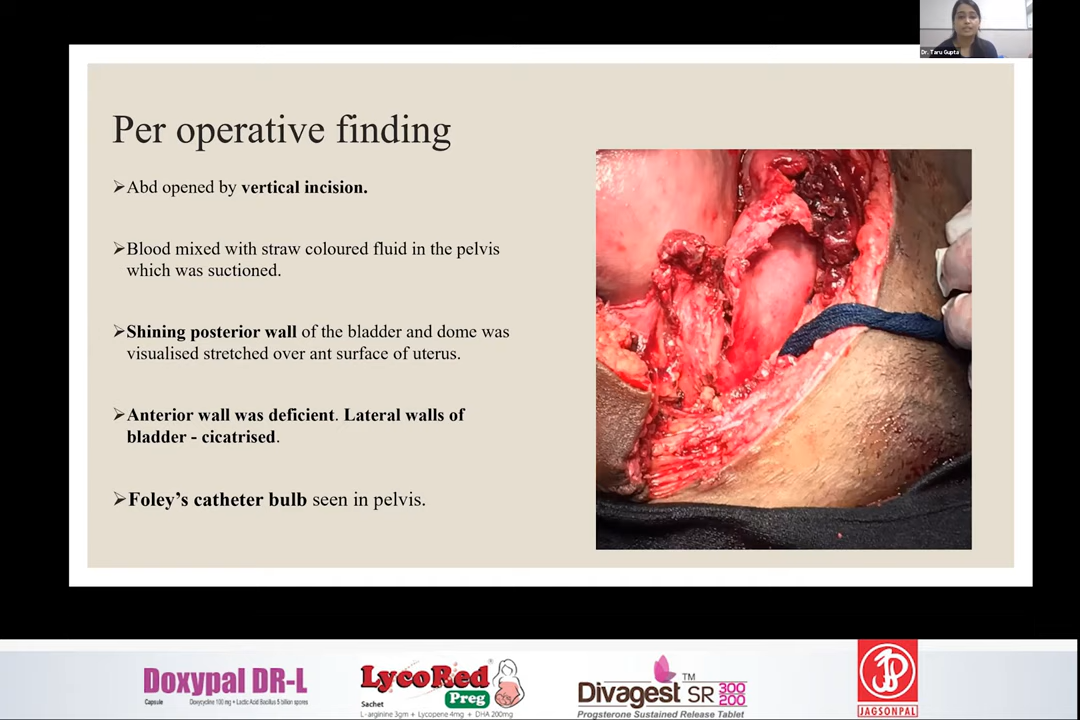 Dr. Taru Gupta
Per operative finding
➢Abd opened by vertical incision.
➢Blood mixed with straw coloured fluid in the pelvis
which was suctioned.
➢Shining posterior wall of the bladder and dome was
visualised stretched over ant surface of uterus.
➢Anterior wall was deficient. Lateral walls of
bladder - cicatrised.
➢Foley’s catheter bulb seen in pelvis.
Doxypal DR-L
Capsule Doxycycline 100 mg + Lactic Acid Bacillus 5 billion spores
LycoRed®
Preg
Sachet
L-arginine 3gm + Lycopene 4mg + DHA 200mg
Divagest SR 300 200 TM
Progsterone Sustained Release Tablet
JAGSONPAL